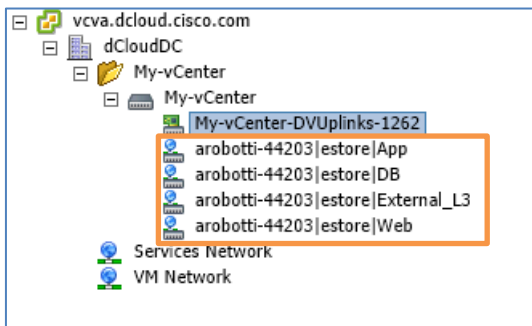 vcva.dcloud.cisco.com
dCloudDC
My-vCenter
My-vCenter
My-vCenter-DVUplinks-1262
arobotti-44203|estore|App
arobotti-44203|estore|DB
arobotti-44203|estore|External_L3
arobotti-44203|estore|Web
Services Network
VM Network